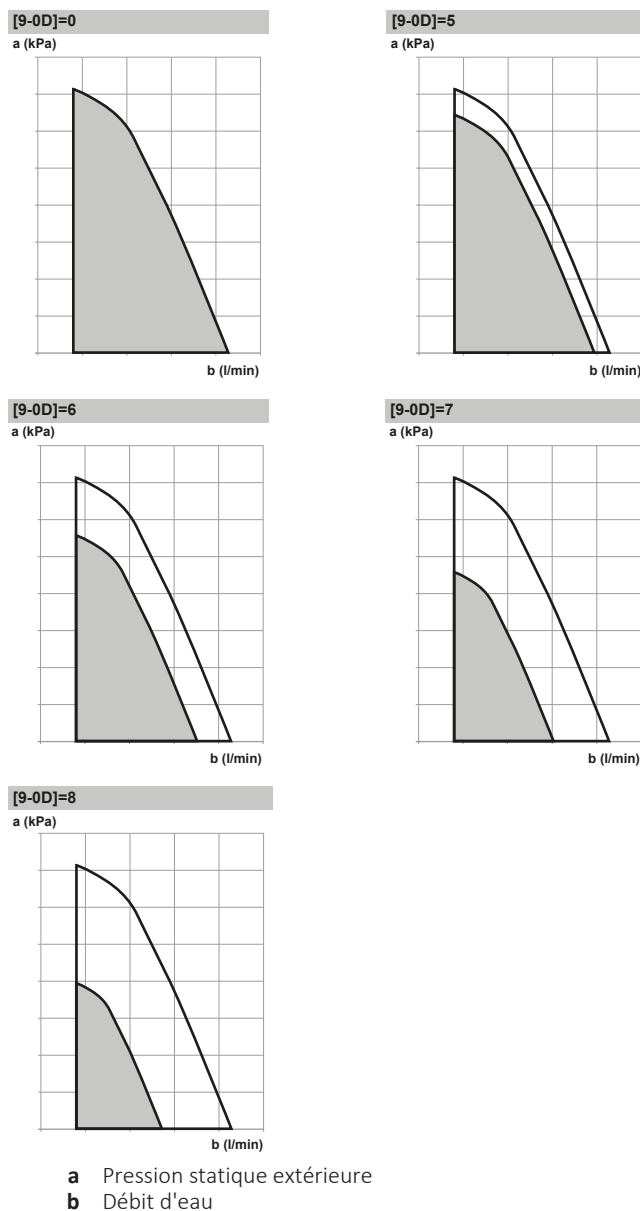 [9-0D]=0
a (kPa)
b (l/min)
[9-0D]=5
a (kPa)
b (l/min)
[9-0D]=6
a (kPa)
b (l/min)
[9-0D]=7
a (kPa)
b (l/min)
[9-0D]=8
a (kPa)
b (l/min)
a Pression statique extérieure
b Débit d'eau